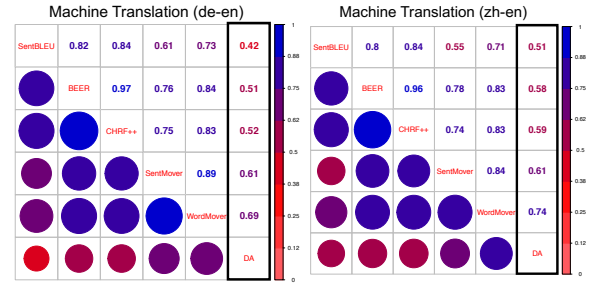 Machine Translation (de-en)
SentBLEU 0.82 0.84 0.61 0.73 0.42
BEER 0.97 0.76 0.84 0.51
CHRF++ 0.75 0.83 0.52
SentMover 0.89 0.61
WordMover 0.69
DA
1
0.88
0.75
0.62
0.5
0.38
0.25
0.12
0
Machine Translation (zh-en)
SentBLEU 0.8 0.84 0.55 0.71 0.51
BEER 0.96 0.78 0.83 0.58
CHRF++ 0.74 0.83 0.59
SentMover 0.84 0.61
WordMover 0.74
DA
1
0.88
0.75
0.62
0.5
0.38
0.25
0.12
0